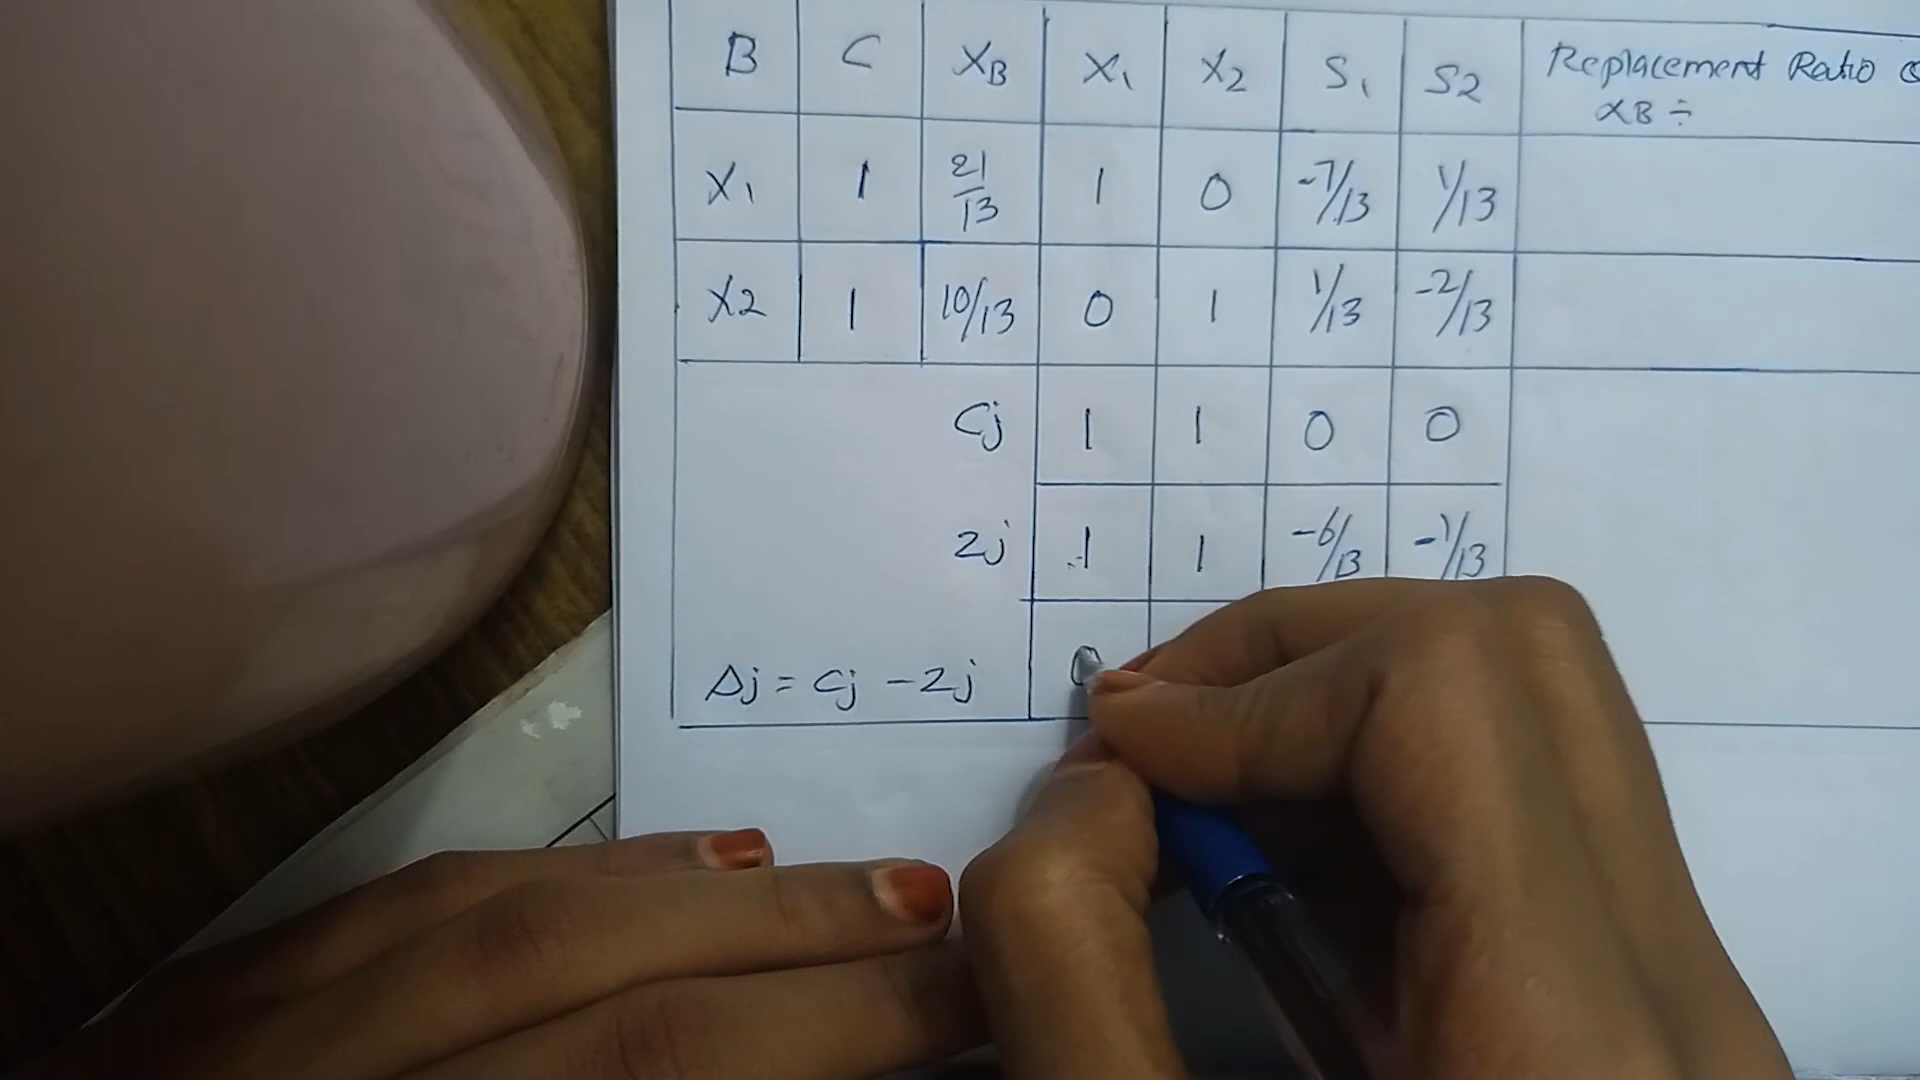 B C XB X1 X2 S1 S2 Replacement Ratio
XB ÷
X1 1 21/13 1 0 -7/13 1/13
X2 1 10/13 0 1 1/13 -2/13
Cj 1 1 0 0
Zj 1 1 -6/13 -1/13
Δj = Cj - Zj 0